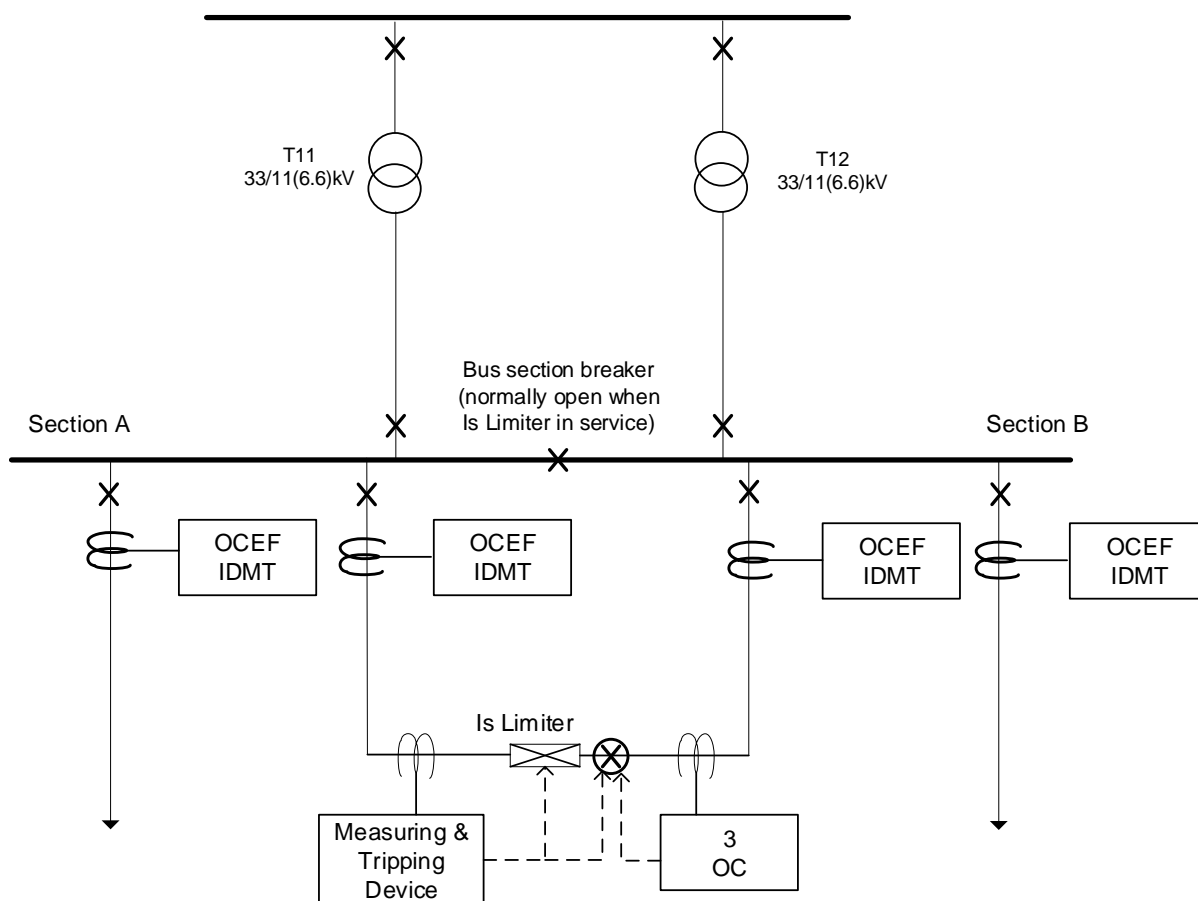 T11
33/11(6.6)kV
T12
33/11(6.6)kV
Bus section breaker
(normally open when
Is Limiter in service)
Section A
Section B
OCEF
IDMT
OCEF
IDMT
OCEF
IDMT
OCEF
IDMT
Is Limiter
Measuring &
Tripping
Device
3
OC